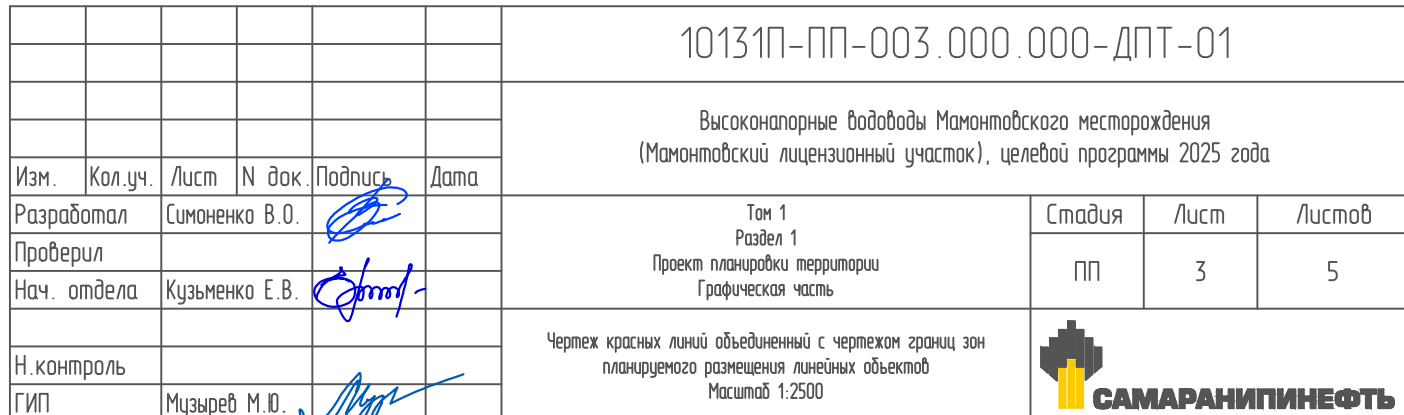 10131П-ПП-003.000.000-ДПТ-01
Высоконапорные водоводы Мамонтовского месторождения
(Мамонтовский лицензионный участок), целевой программы 2025 года
Изм. Кол.уч. Лист N док. Подпись Дата
Разработал Симоненко В.О.
Проверил
Нач. отдела Кузьменко Е.В.
Н.контроль
ГИП Музырев М.Ю.
Том 1
Раздел 1
Проект планировки территории
Графическая часть
Стадия Лист Листов
ПП 3 5
Чертеж красных линий объединенный с чертежом границ зон
планируемого размещения линейных объектов
Масштаб 1:2500
САМАРАНИПИНЕФТЬ